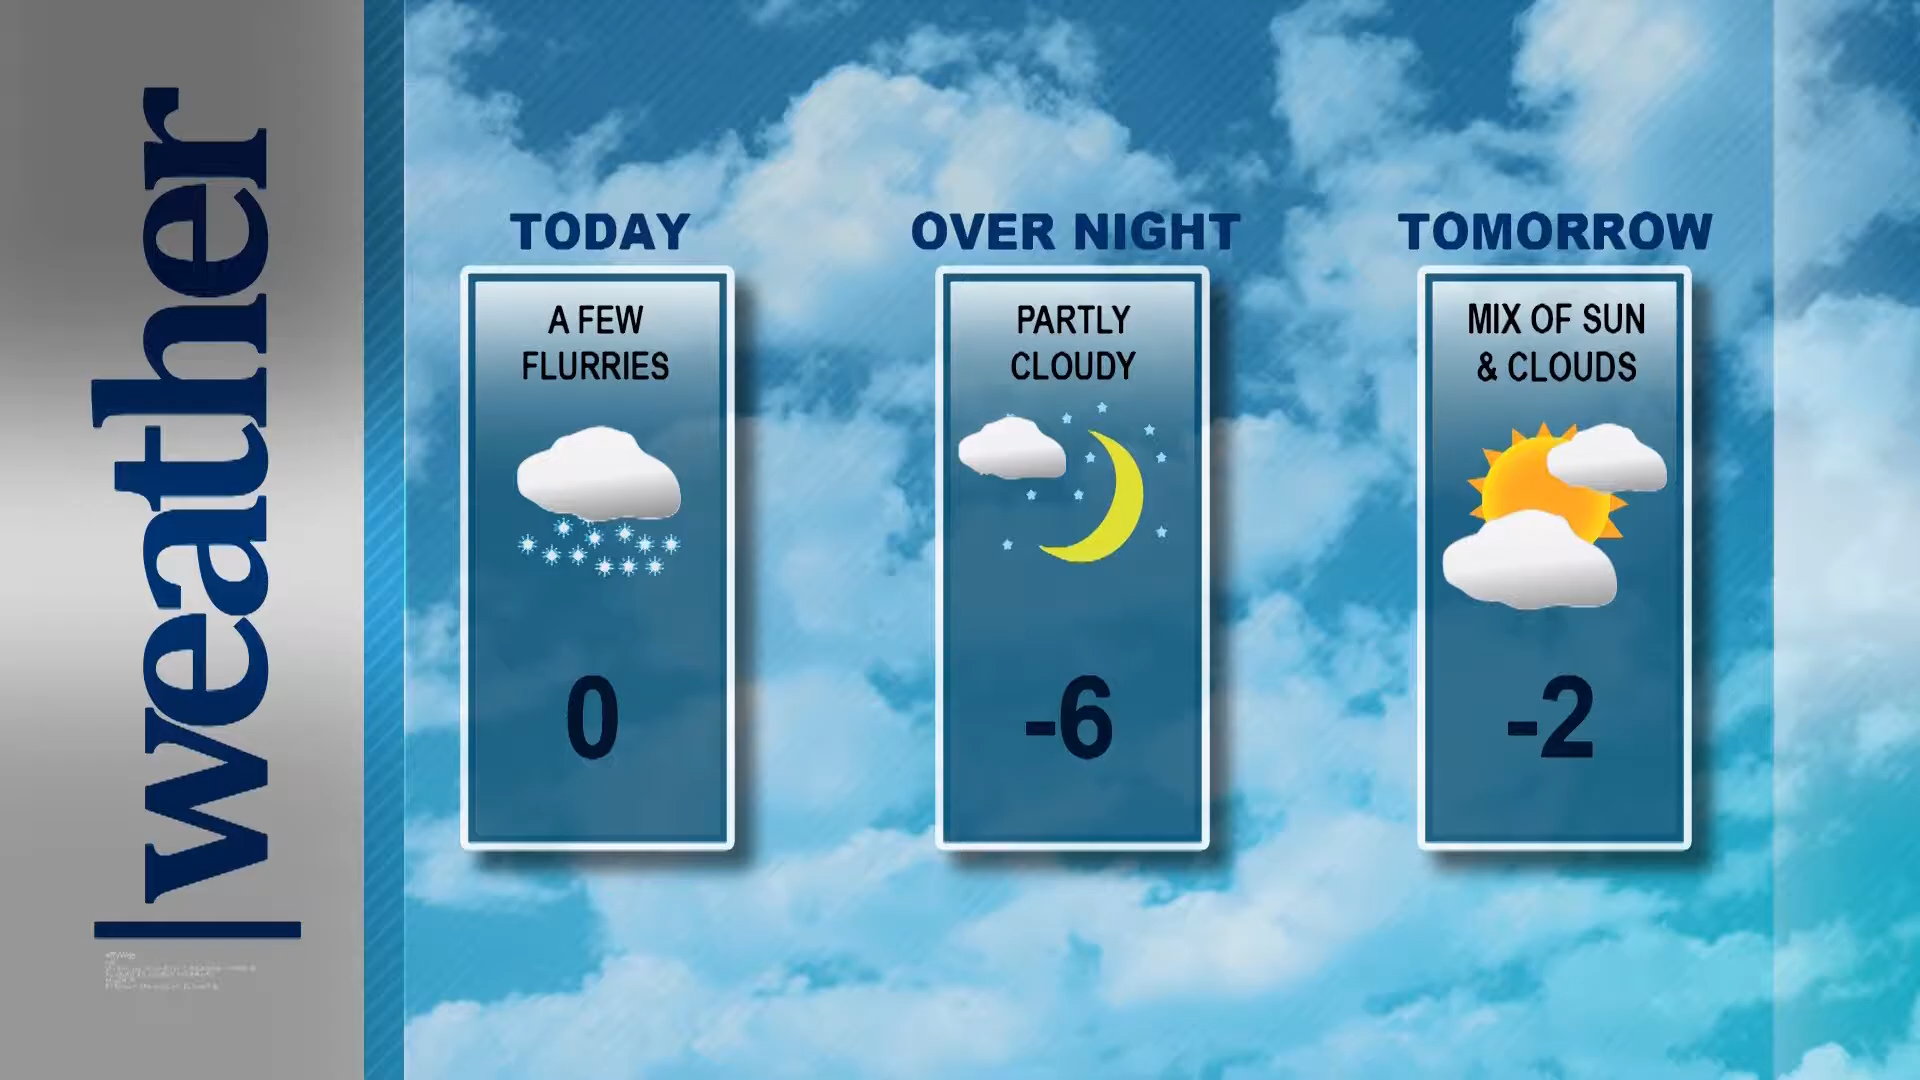 weather
TODAY
A FEW
FLURRIES
0
OVER NIGHT
PARTLY
CLOUDY
-6
TOMORROW
MIX OF SUN
& CLOUDS
-2